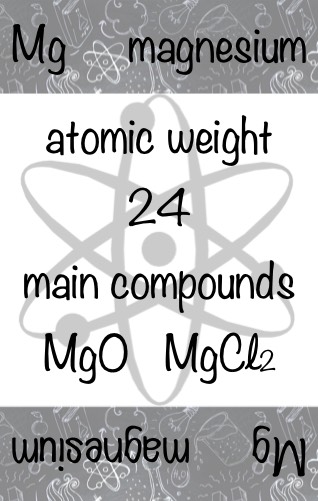 Mg magnesium
atomic weight
24
main compounds
MgO MgCl2
Mg magnesium